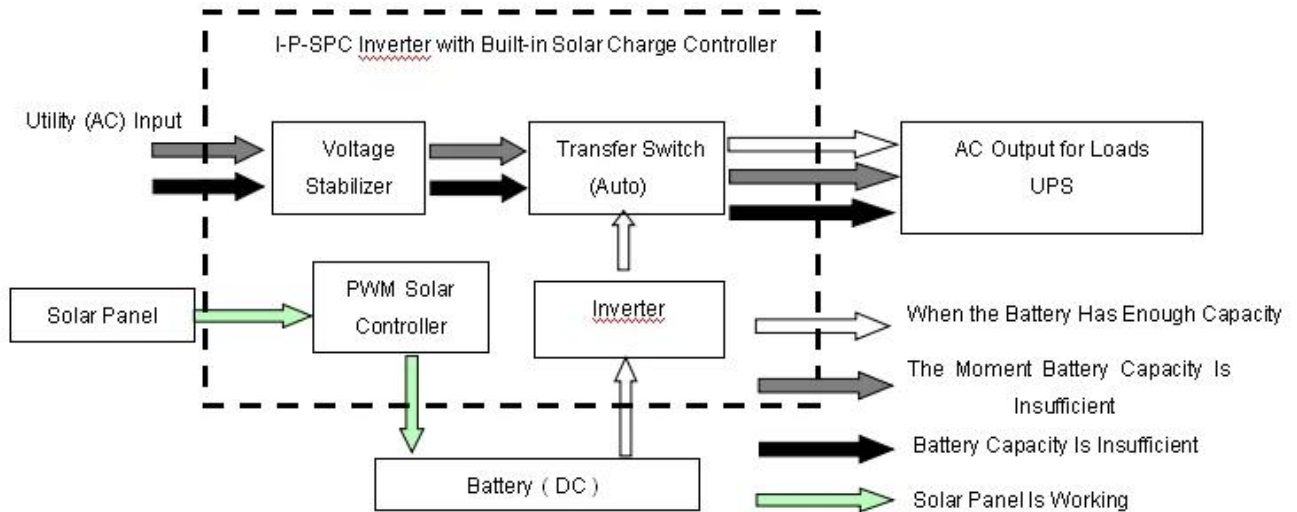 I-P-SPC Inverter with Built-in Solar Charge Controller
Utility (AC) Input
Voltage
Stabilizer
Transfer Switch
(Auto)
AC Output for Loads
UPS
Solar Panel
PWM Solar
Controller
Inverter
Battery ( DC )
When the Battery Has Enough Capacity
The Moment Battery Capacity Is
Insufficient
Battery Capacity Is Insufficient
Solar Panel Is Working